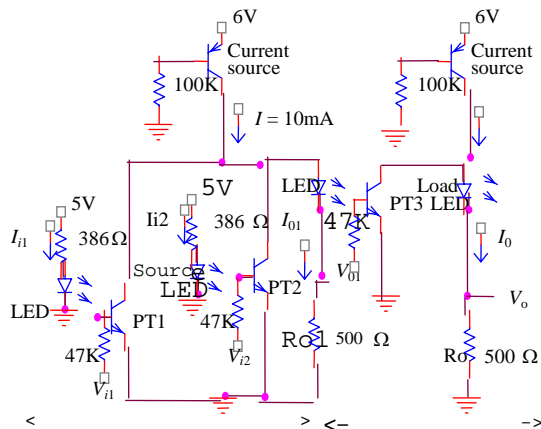 6V
6V
Current
source
Current
source
100K
100K
I = 10mA
5V
5V
LED
Load
LED
PT3
Ii1
386 Ω
Ii2
386 Ω
I01
47K
I0
Source
LED
V01
LED
PT1
PT2
Vo
47K
47K
Ro1
500 Ω
Ro
500 Ω
Vi1
Vi2
<
>
<-
->